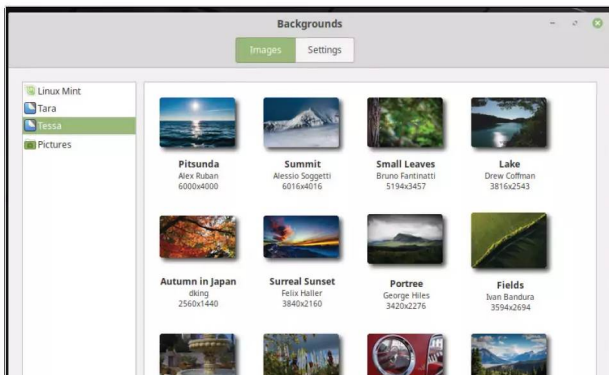 Backgrounds
Images Settings
Linux Mint
Tara
Tessa
Pictures
Pitsunda Summit Small Leaves Lake
Alex Ruban Alessio Soggetti Bruno Fantinatti Drew Coffman
6000x4000 6016x4016 5194x3457 3816x2543
Autumn in Japan Surreal Sunset Portree Fields
dking Felix Haller George Hiles Ivan Bandura
2560x1440 3840x2160 3420x2276 3594x2694